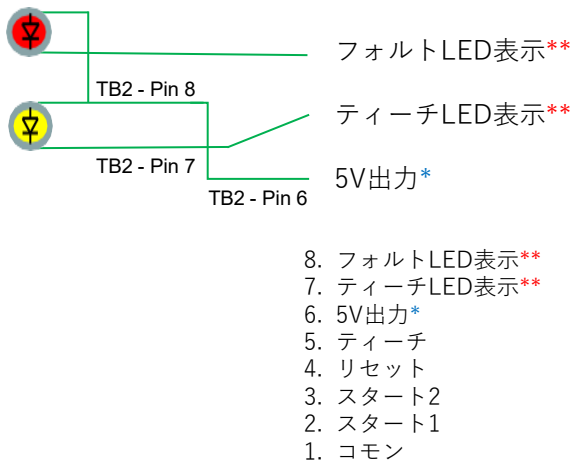 フォルトLED表示**
TB2 - Pin 8
ティーチLED表示**
TB2 - Pin 7
5V出力*
TB2 - Pin 6
8. フォルトLED表示**
7. ティーチLED表示**
6. 5V出力*
5. ティーチ
4. リセット
3. スタート2
2. スタート1
1. コモン